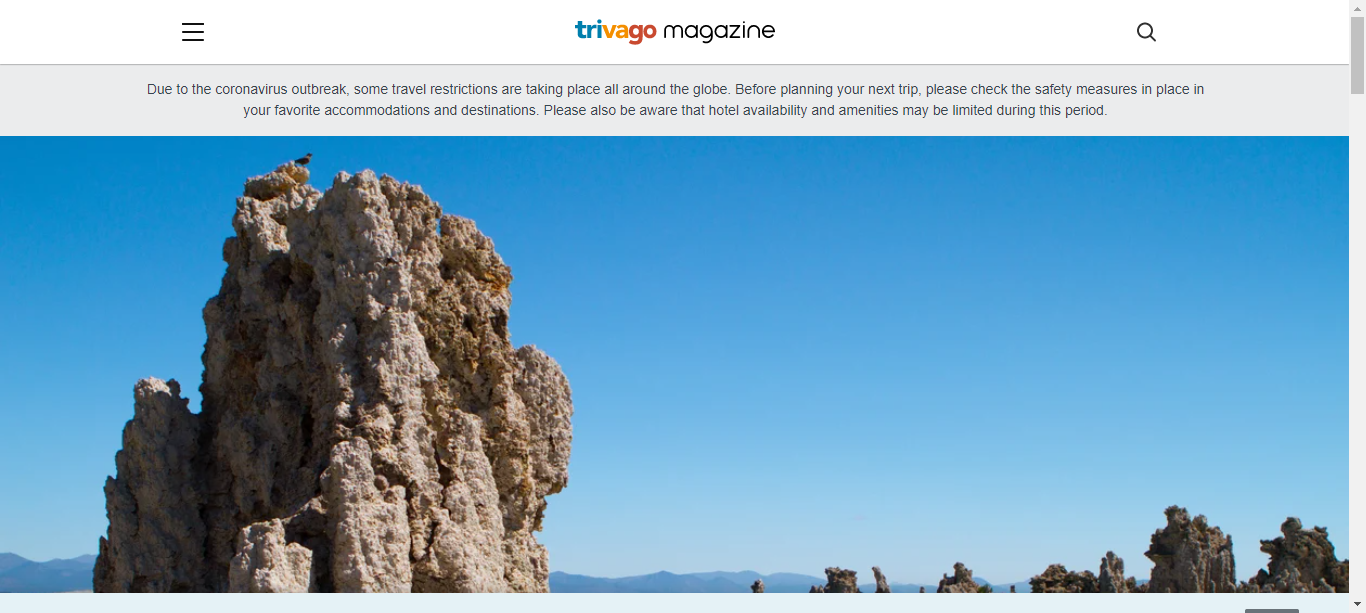 trivago magazine
Due to the coronavirus outbreak, some travel restrictions are taking place all around the globe. Before planning your next trip, please check the safety measures in place in
your favorite accommodations and destinations. Please also be aware that hotel availability and amenities may be limited during this period.